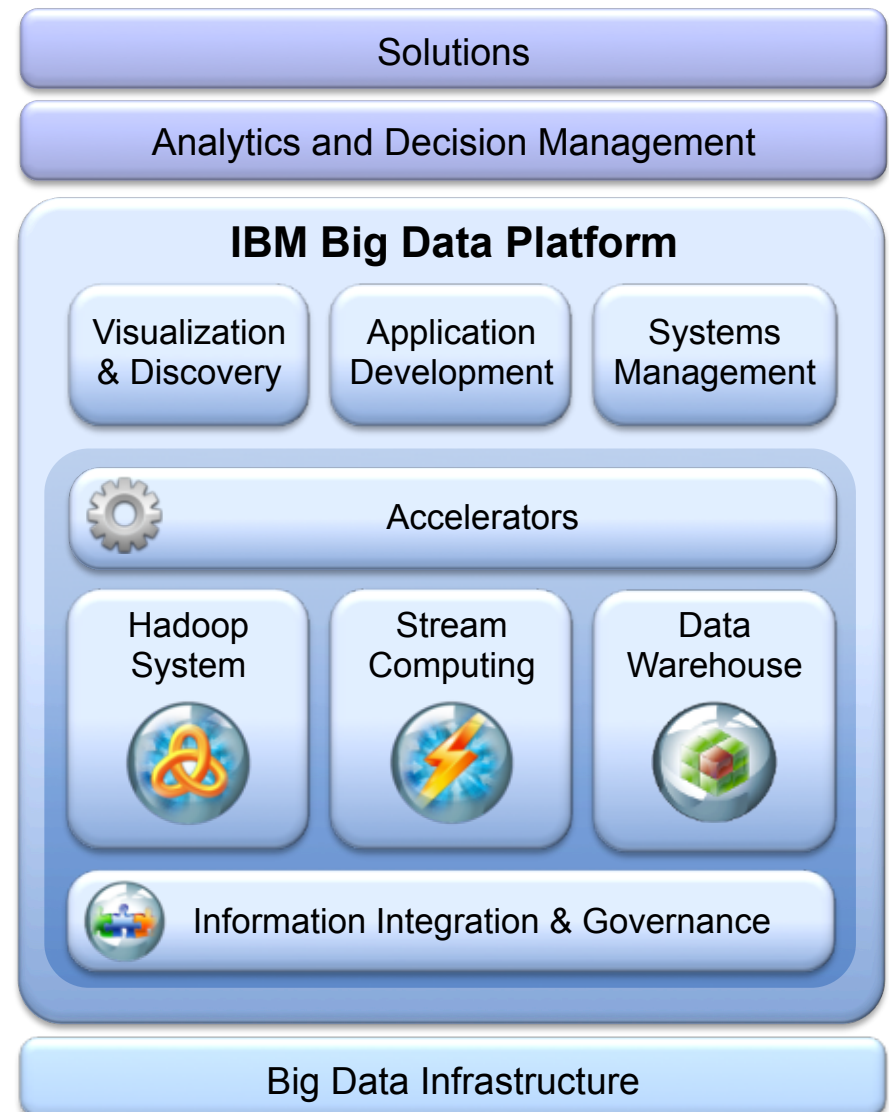 Solutions
Analytics and Decision Management
IBM Big Data Platform
Visualization
& Discovery
Application
Development
Systems
Management
Accelerators
Hadoop
System
Stream
Computing
Data
Warehouse
Information Integration & Governance
Big Data Infrastructure